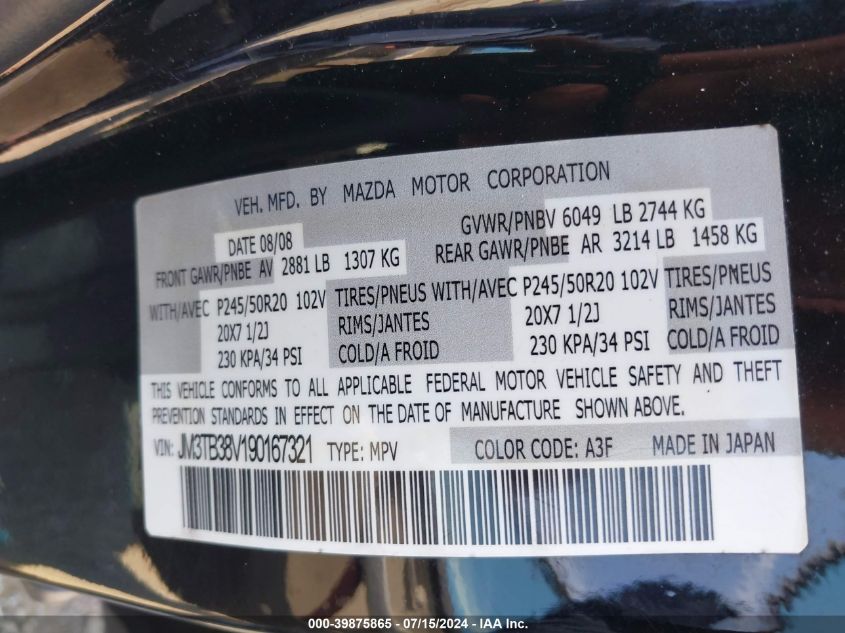 VEH. MFD. BY MAZDA MOTOR CORPORATION
DATE 08/08 GVWR/PNBV 6049 LB 2744 KG
FRONT GAWR/PNBE AV 2881 LB 1307 KG REAR GAWR/PNBE AR 3214 LB 1458 KG
WITH/AVEC P245/50R20 102V TIRES/PNEUS WITH/AVEC P245/50R20 102V TIRES/PNEUS
20X7 1/2J RIMS/JANTES 20X7 1/2J RIMS/JANTES
230 KPA/34 PSI COLD/A FROID 230 KPA/34 PSI COLD/A FROID
THIS VEHICLE CONFORMS TO ALL APPLICABLE FEDERAL MOTOR VEHICLE SAFETY AND THEFT
PREVENTION STANDARDS IN EFFECT ON THE DATE OF MANUFACTURE SHOWN ABOVE.
VIN: JM3TB38V190167321 TYPE: MPV COLOR CODE: A3F MADE IN JAPAN
000-39875865 - 07/15/2024 - IAA Inc.